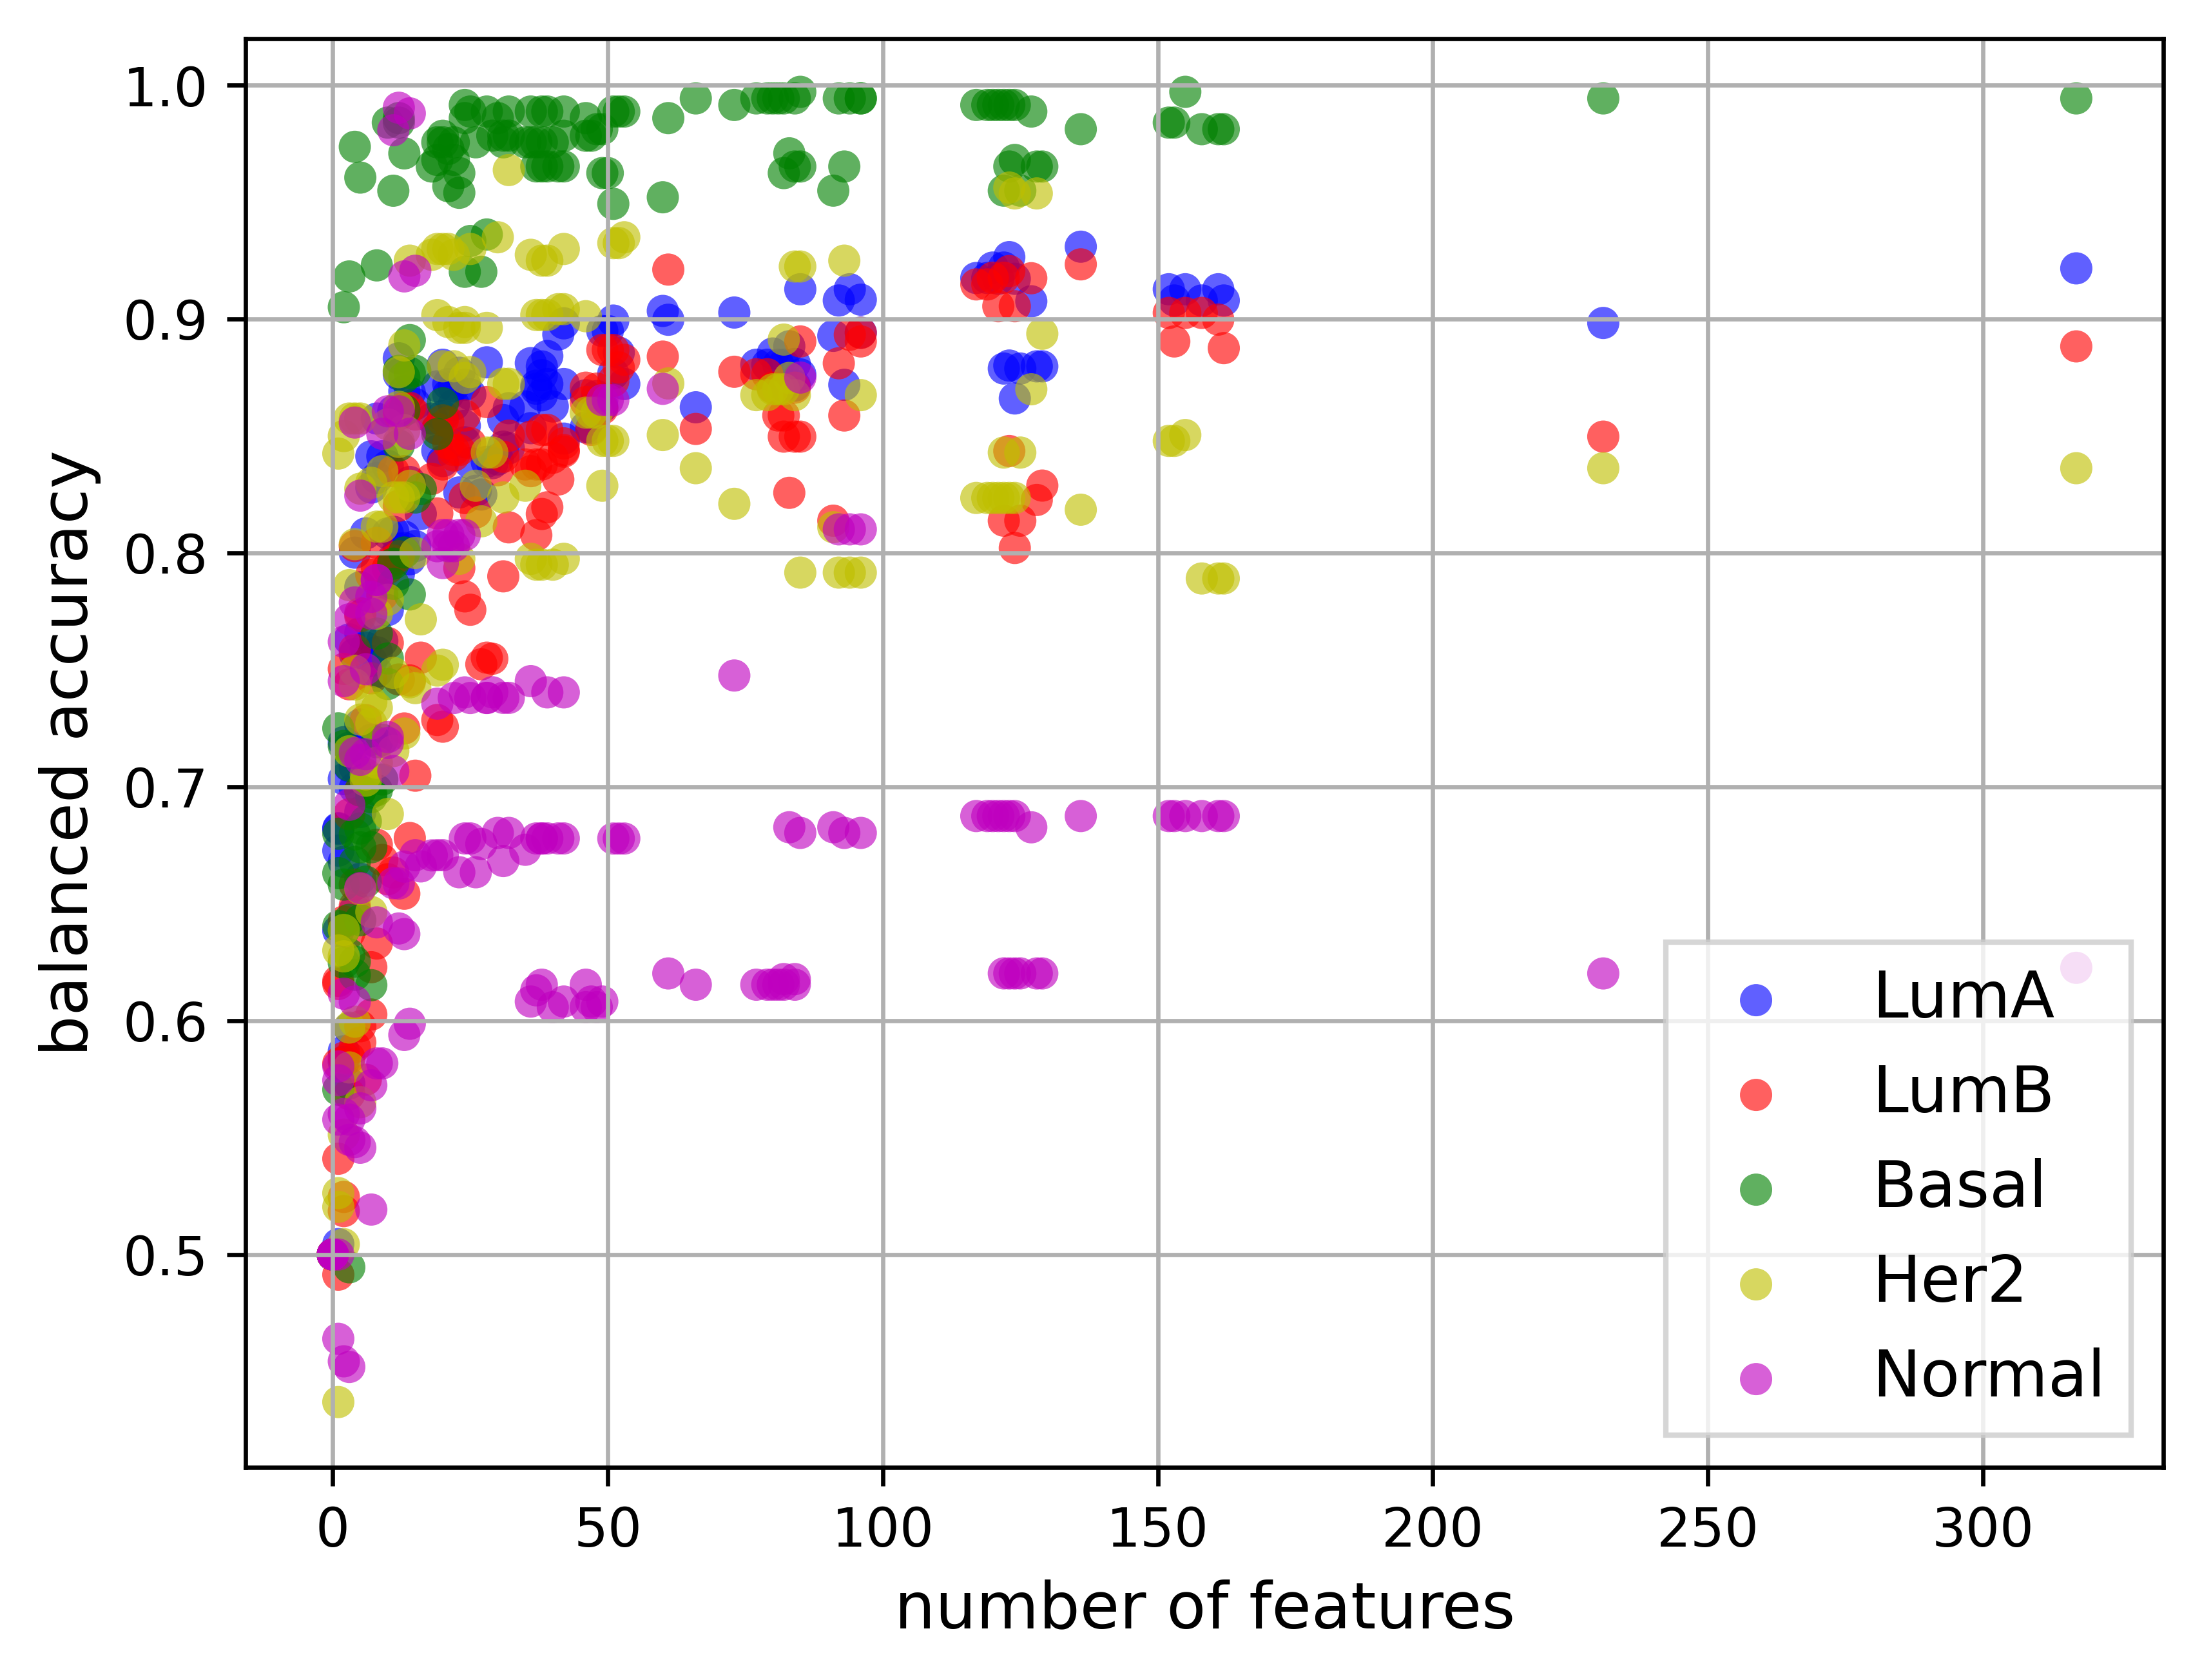 1.0
0.9
0.8
0.7
0.6
0.5
balanced accuracy
0 50 100 150 200 250 300
number of features
LumA
LumB
Basal
Her2
Normal